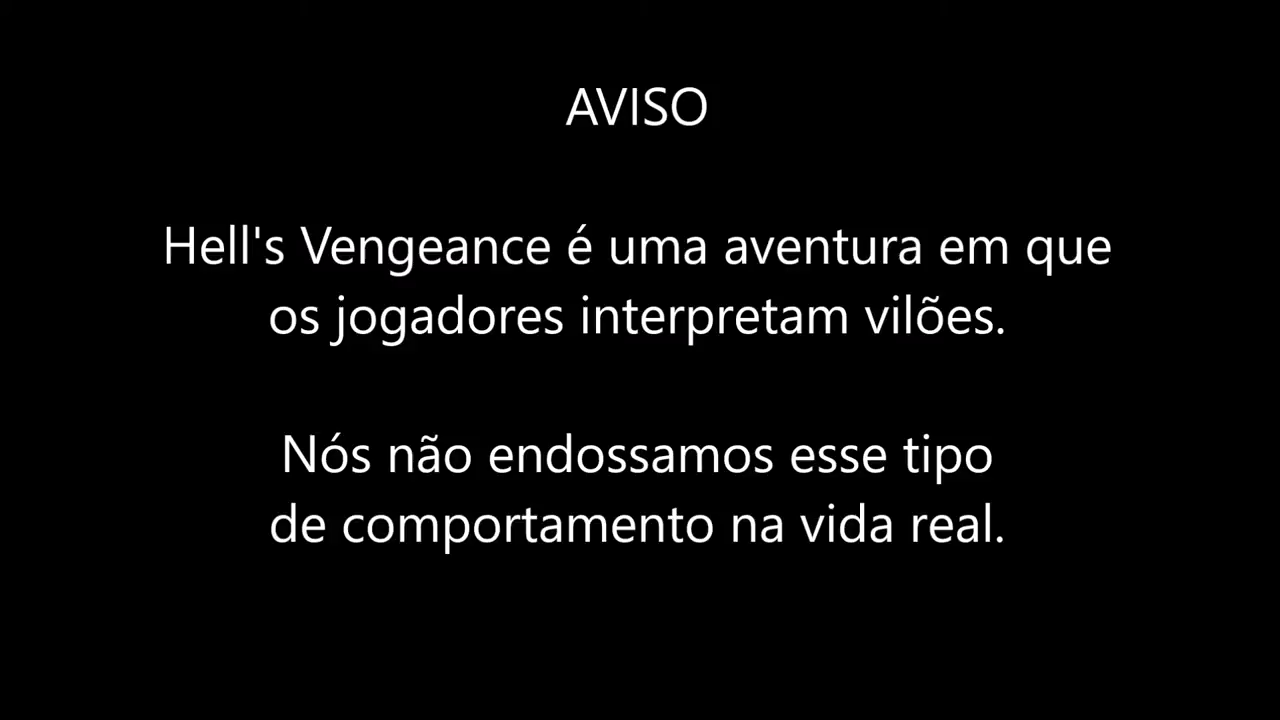 AVISO
Hell's Vengeance é uma aventura em que
os jogadores interpretam vilões.
Nós não endossamos esse tipo
de comportamento na vida real.